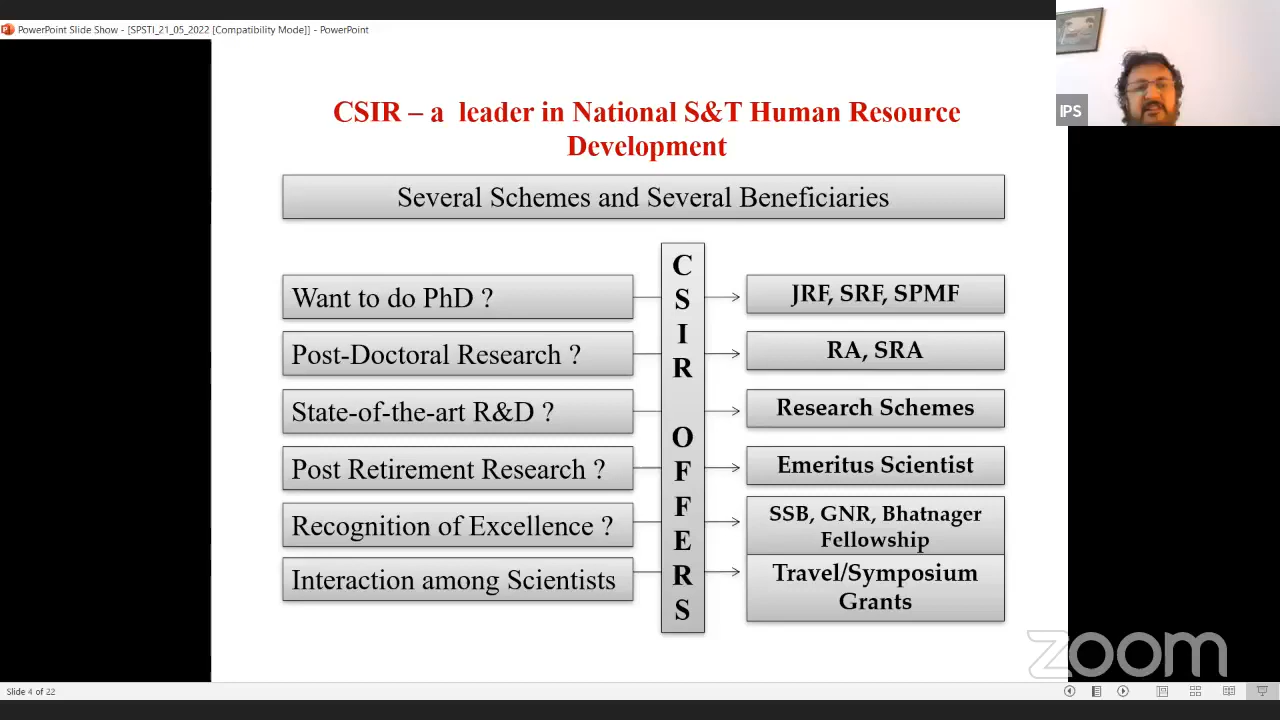 PowerPoint Slide Show - [SPSTI_21_05_2022 [Compatibility Mode]] - PowerPoint
IPS
CSIR – a leader in National S&T Human Resource
Development
Several Schemes and Several Beneficiaries
Want to do PhD ?
Post-Doctoral Research ?
State-of-the-art R&D ?
Post Retirement Research ?
Recognition of Excellence ?
Interaction among Scientists
C
S
I
R
O
F
F
E
R
S
JRF, SRF, SPMF
RA, SRA
Research Schemes
Emeritus Scientist
SSB, GNR, Bhatnager
Fellowship
Travel/Symposium
Grants
zoom
Slide 4 of 22